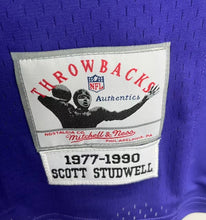 THROWBACKS
NFL
Authentics
NOSTALGIA CO.
Mitchell & Ness
PHILADELPHIA, PA.
1977-1990
SCOTT STUDWELL